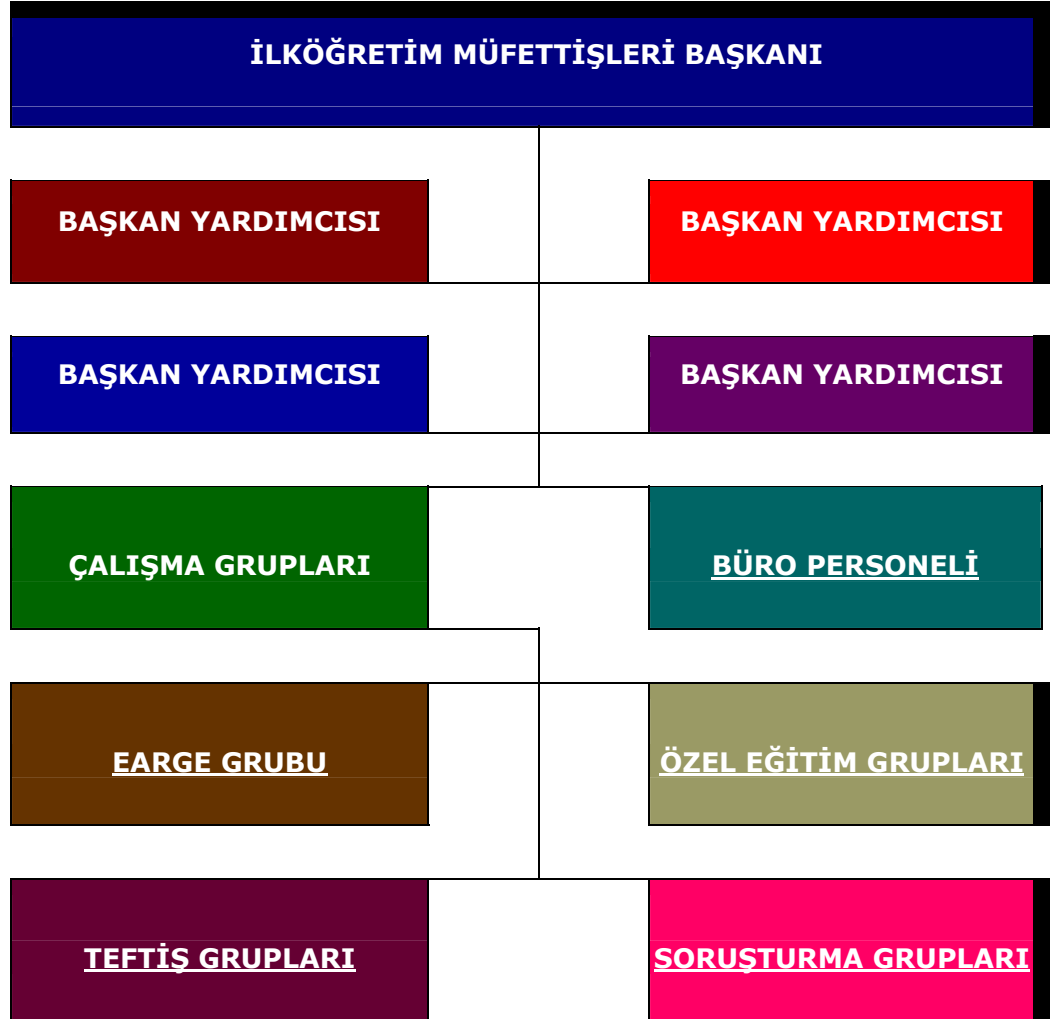 İLKÖĞRETİM MÜFETTİŞLERİ BAŞKANI
BAŞKAN YARDIMCISI
BAŞKAN YARDIMCISI
BAŞKAN YARDIMCISI
BAŞKAN YARDIMCISI
ÇALIŞMA GRUPLARI
BÜRO PERSONELİ
EARGE GRUBU
ÖZEL EĞİTİM GRUPLARI
TEFTİŞ GRUPLARI
SORUŞTURMA GRUPLARI